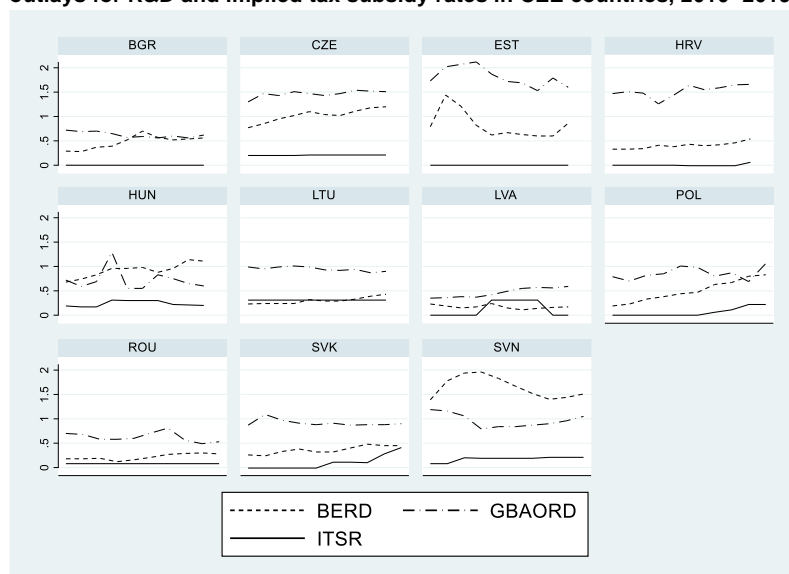 outlays for R&D and implied tax subsidy rates in CEE countries, 2010–2019
BGR CZE EST HRV
0 .5 1 1.5 2
HUN LTU LVA POL
0 .5 1 1.5 2
ROU SVK SVN
0 .5 1 1.5 2
BERD GBAORD
ITSR